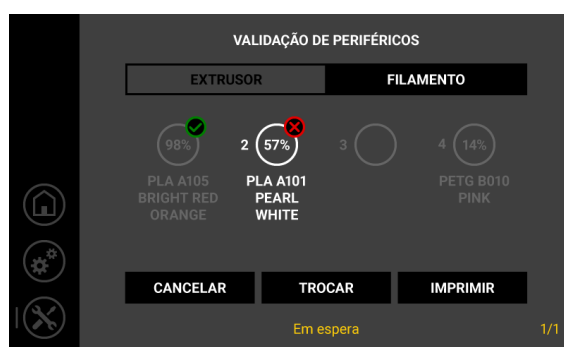 VALIDAÇÃO DE PERIFÉRICOS
EXTRUSOR FILAMENTO
98% 2 57% 3 4 14%
PLA A105 PLA A101 PETG B010
BRIGHT RED PEARL PINK
ORANGE WHITE
CANCELAR TROCAR IMPRIMIR
Em espera 1/1